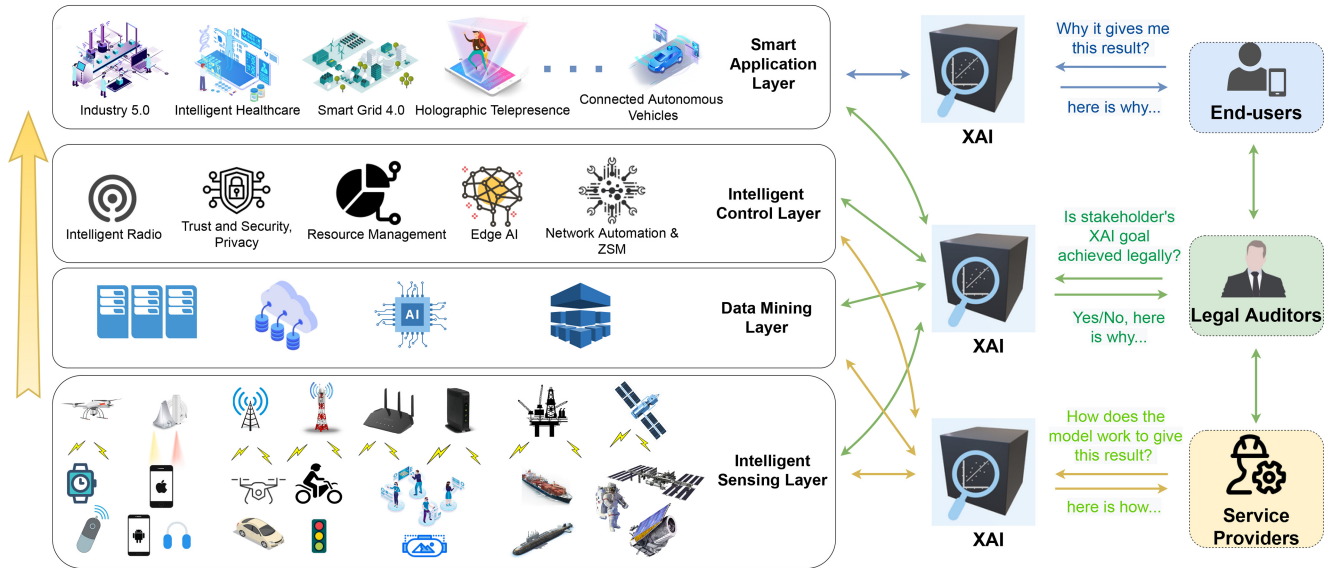 Smart
Application
Layer
Industry 5.0
Intelligent Healthcare
Smart Grid 4.0
Holographic Telepresence
Connected Autonomous
Vehicles
XAI
Why it gives me
this result?
here is why...
End-users
Intelligent
Control Layer
Intelligent Radio
Trust and Security,
Privacy
Resource Management
Edge AI
Network Automation &
ZSM
Data Mining
Layer
AI
XAI
Is stakeholder's
XAI goal
achieved legally?
Yes/No, here
is why...
Legal Auditors
Intelligent
Sensing Layer
XAI
How does the
model work to give
this result?
here is how...
Service
Providers